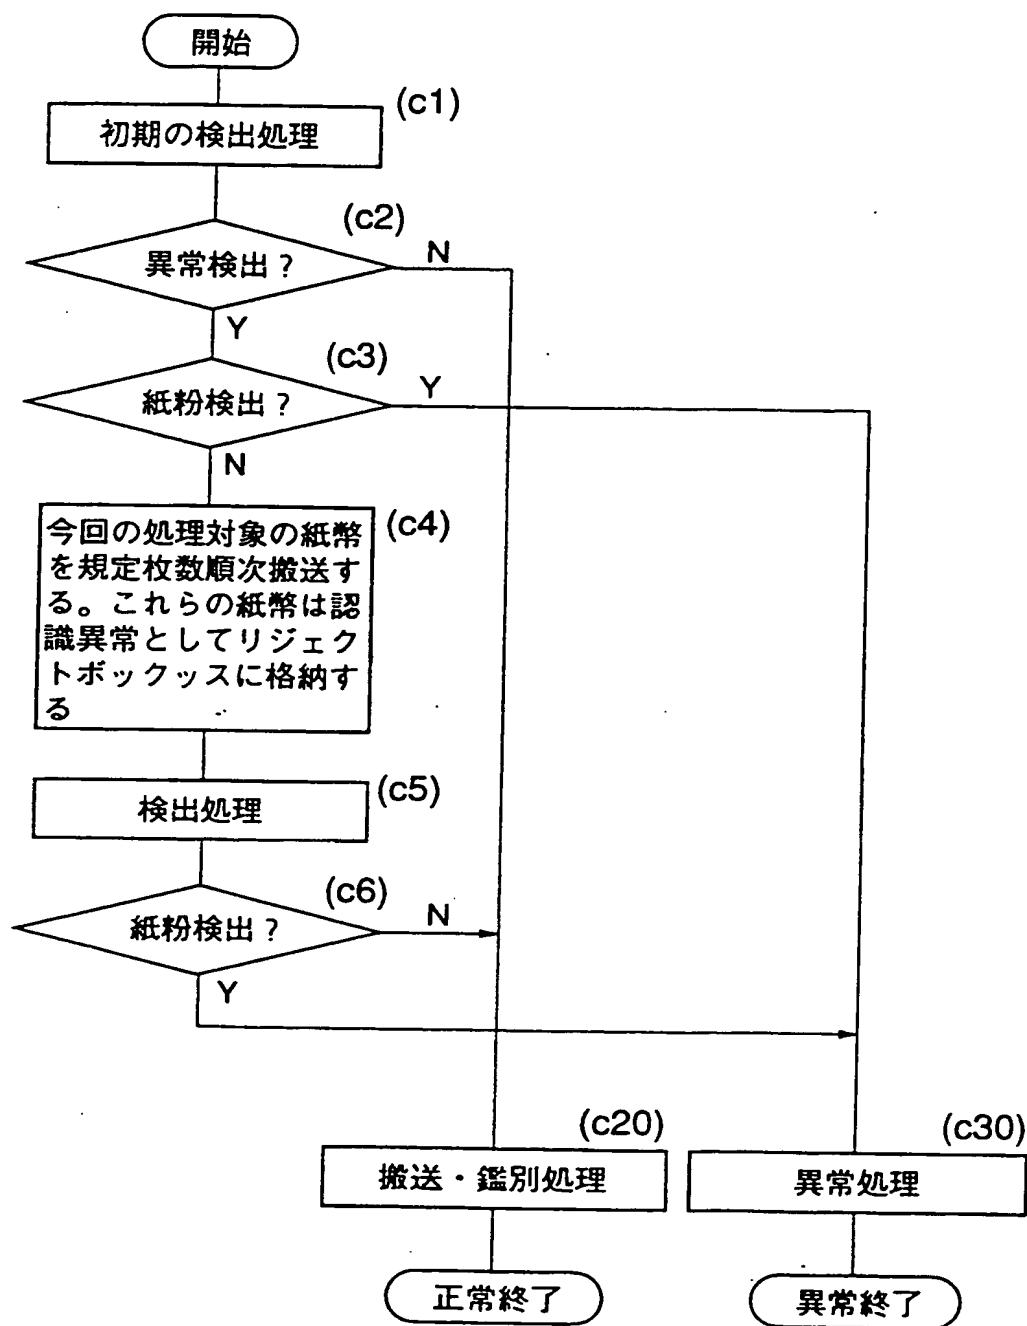 開始
(c1)
初期の検出処理
(c2)
異常検出?
N
Y
(c3)
紙粉検出?
Y
N
(c4)
今回の処理対象の紙幣
を規定枚数順次搬送す
る。これらの紙幣は認
識異常としてリジェク
トボックッスに格納す
る
(c5)
検出処理
(c6)
紙粉検出?
N
Y
(c20)
搬送・鑑別処理
(c30)
異常処理
正常終了
異常終了